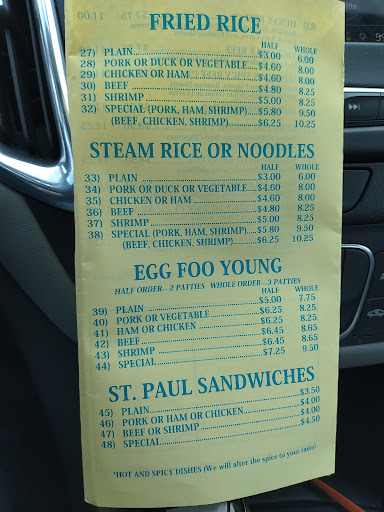 FRIED RICE
HALF WHOLE
27) PLAIN $3.00 6.00
28) PORK OR DUCK OR VEGETABLE $4.60 8.00
29) CHICKEN OR HAM $4.60 8.00
30) BEEF $4.80 8.25
31) SHRIMP $5.00 8.25
32) SPECIAL (PORK, HAM, SHRIMP) $5.80 9.50
(BEEF, CHICKEN, SHRIMP) $6.25 10.25
STEAM RICE OR NOODLES
HALF WHOLE
33) PLAIN $3.00 6.00
34) PORK OR DUCK OR VEGETABLE $4.60 8.00
35) CHICKEN OR HAM $4.60 8.00
36) BEEF $4.80 8.25
37) SHRIMP $5.00 8.25
38) SPECIAL (PORK, HAM, SHRIMP) $5.80 9.50
(BEEF, CHICKEN, SHRIMP) $6.25 10.25
EGG FOO YOUNG
HALF ORDER—2 PATTIES WHOLE ORDER—3 PATTIES
HALF WHOLE
39) PLAIN $5.00 7.75
40) PORK OR VEGETABLE $6.25 8.25
41) HAM OR CHICKEN $6.25 8.25
42) BEEF $6.45 8.65
43) SHRIMP $6.45 8.65
44) SPECIAL $7.25 9.50
ST. PAUL SANDWICHES
45) PLAIN $3.50
46) PORK OR HAM OR CHICKEN $4.00
47) BEEF OR SHRIMP $4.00
48) SPECIAL $4.50
*HOT AND SPICY DISHES (We will alter the spice to your taste)